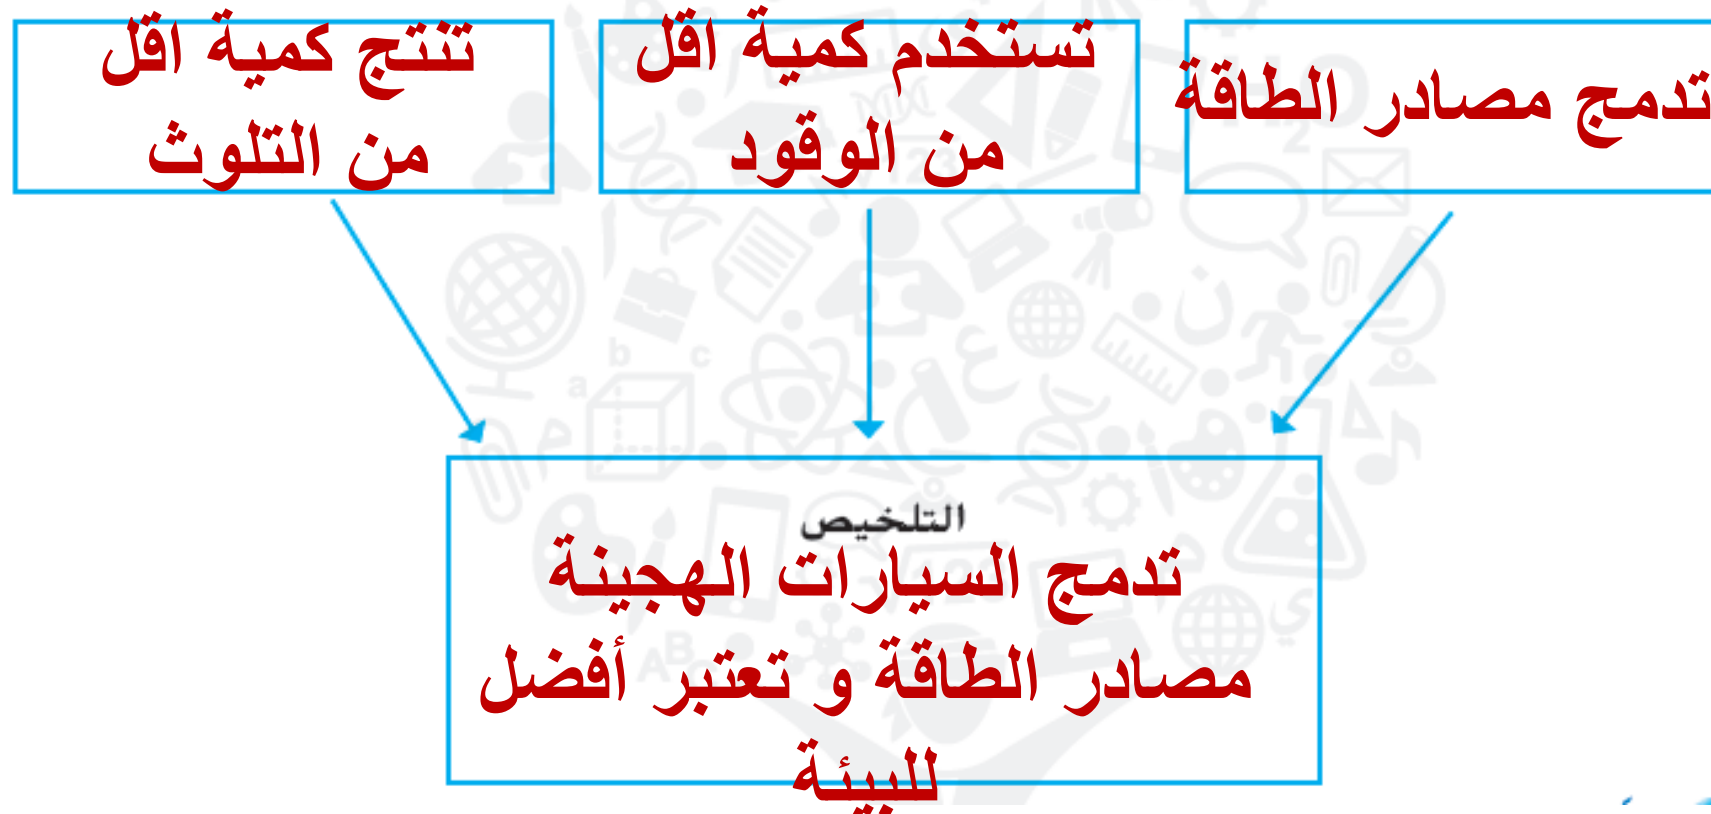 تدمج مصادر الطاقة
تستخدم كمية اقل
من الوقود
تنتج كمية اقل
من التلوث
التلخيص
تدمج السيارات الهجينة
مصادر الطاقة و تعتبر أفضل
للبيئة